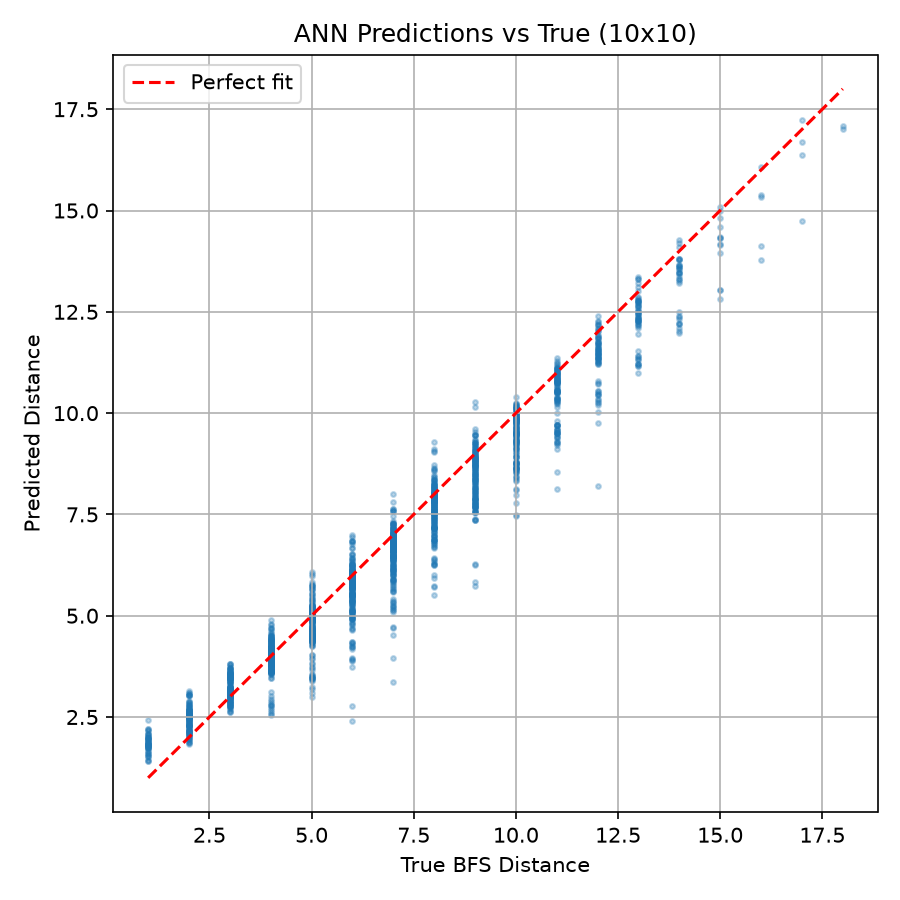 ANN Predictions vs True (10x10)
Perfect fit
17.5
15.0
12.5
10.0
7.5
5.0
2.5
Predicted Distance
2.5 5.0 7.5 10.0 12.5 15.0 17.5
True BFS Distance